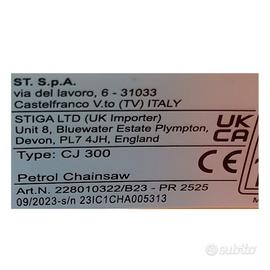 ST. S.p.A.
via del lavoro, 6 - 31033
Castelfranco V.to (TV) ITALY
STIGA LTD (UK Importer)
Unit 8, Bluewater Estate Plympton,
Devon, PL7 4JH, England
UK
CA
Type: CJ 300
CE
Petrol Chainsaw
Art.N. 228010322/B23 - PR 2525
09/2023-s/n 23IC1CHA005313
subito